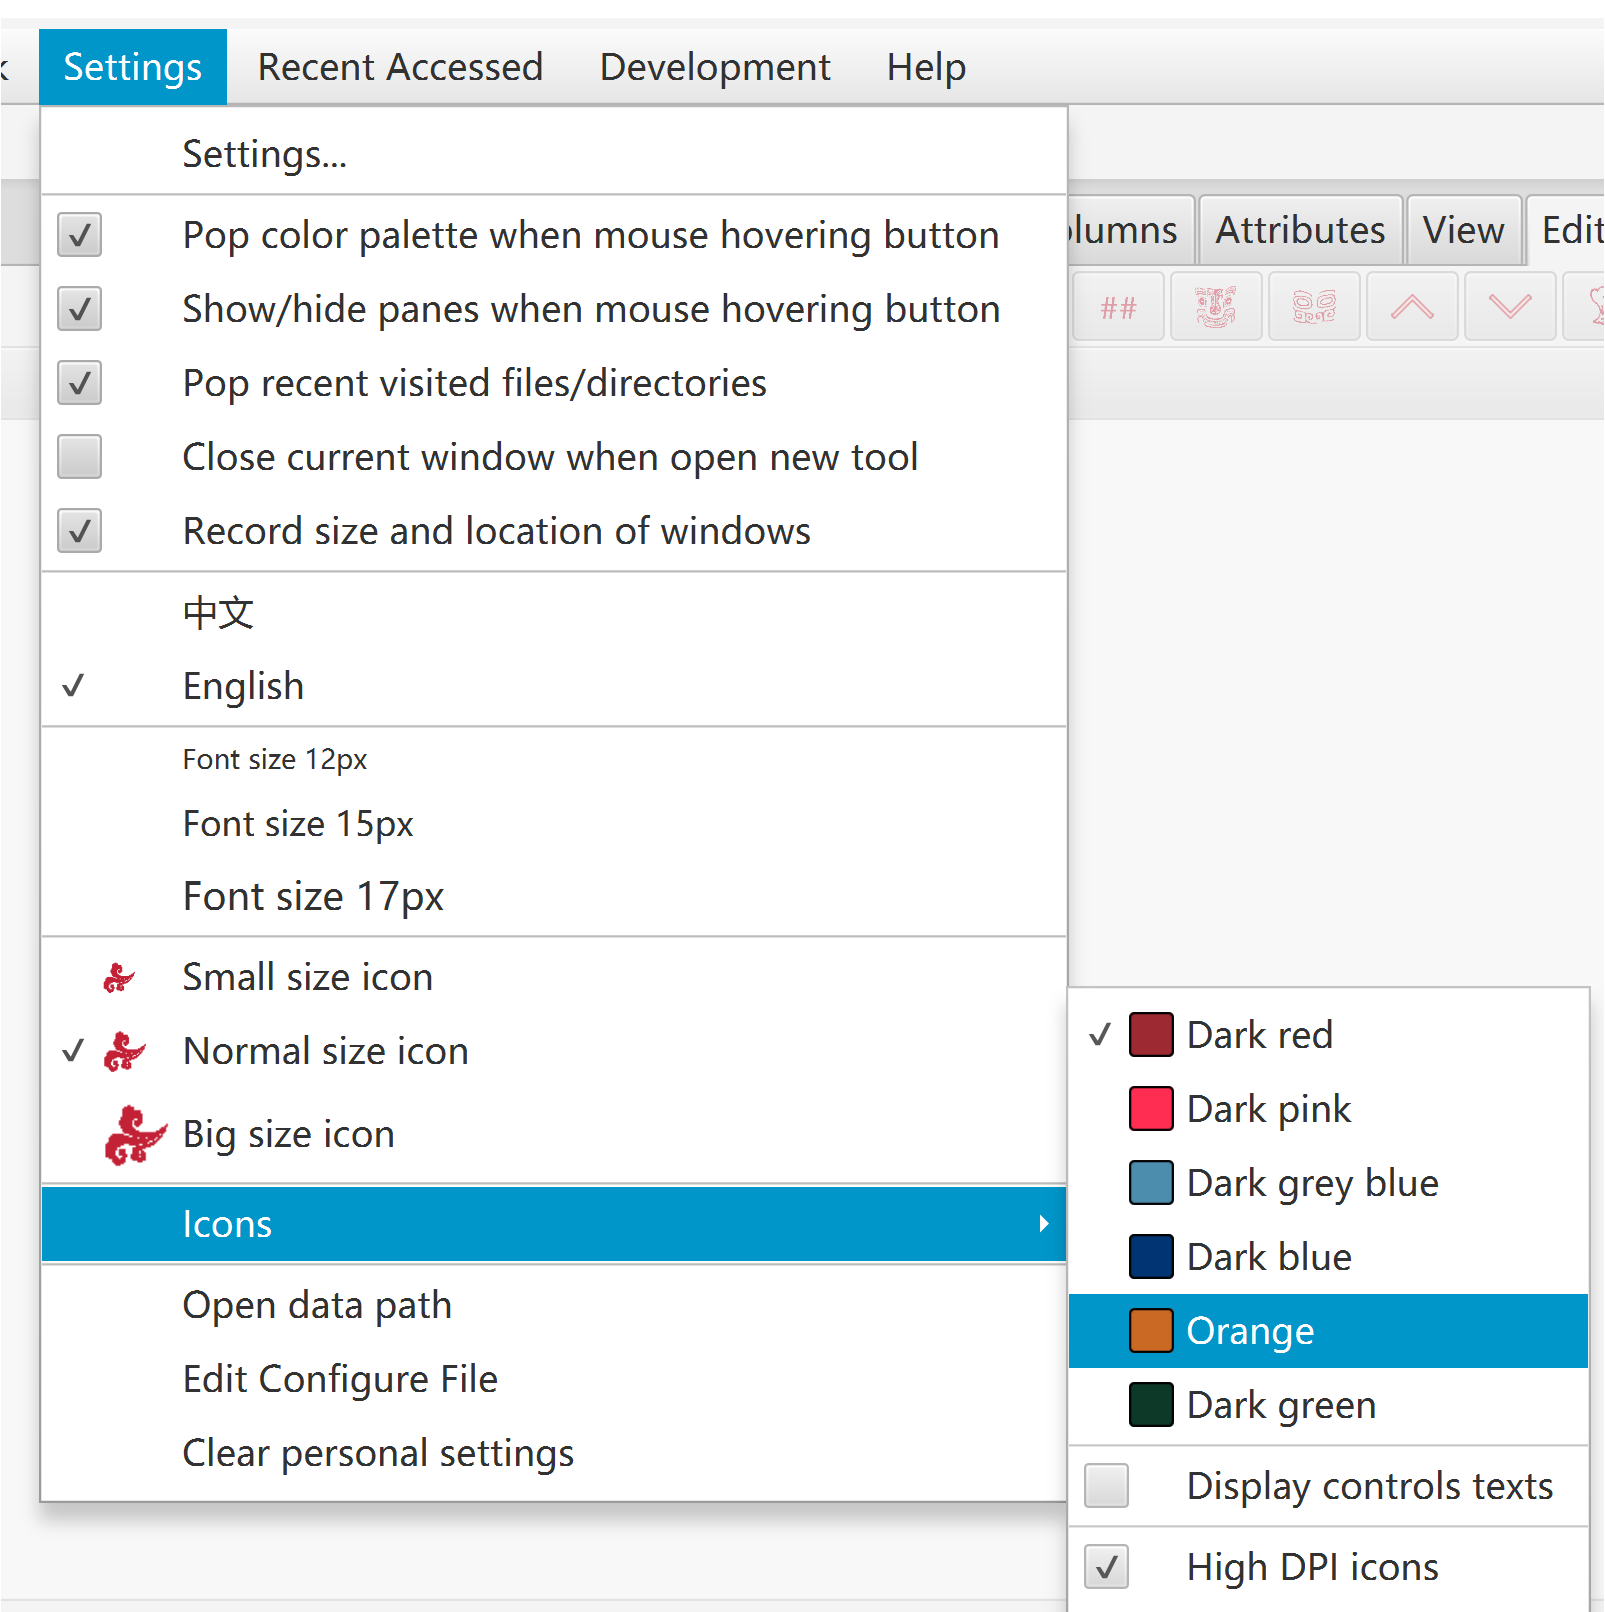 Settings Recent Accessed Development Help
Settings...
Pop color palette when mouse hovering button
Show/hide panes when mouse hovering button
Pop recent visited files/directories
Close current window when open new tool
Record size and location of windows
中文
English
Font size 12px
Font size 15px
Font size 17px
Small size icon
Normal size icon
Big size icon
Icons
Open data path
Edit Configure File
Clear personal settings
Attributes View Edit
##
Dark red
Dark pink
Dark grey blue
Dark blue
Orange
Dark green
Display controls texts
High DPI icons